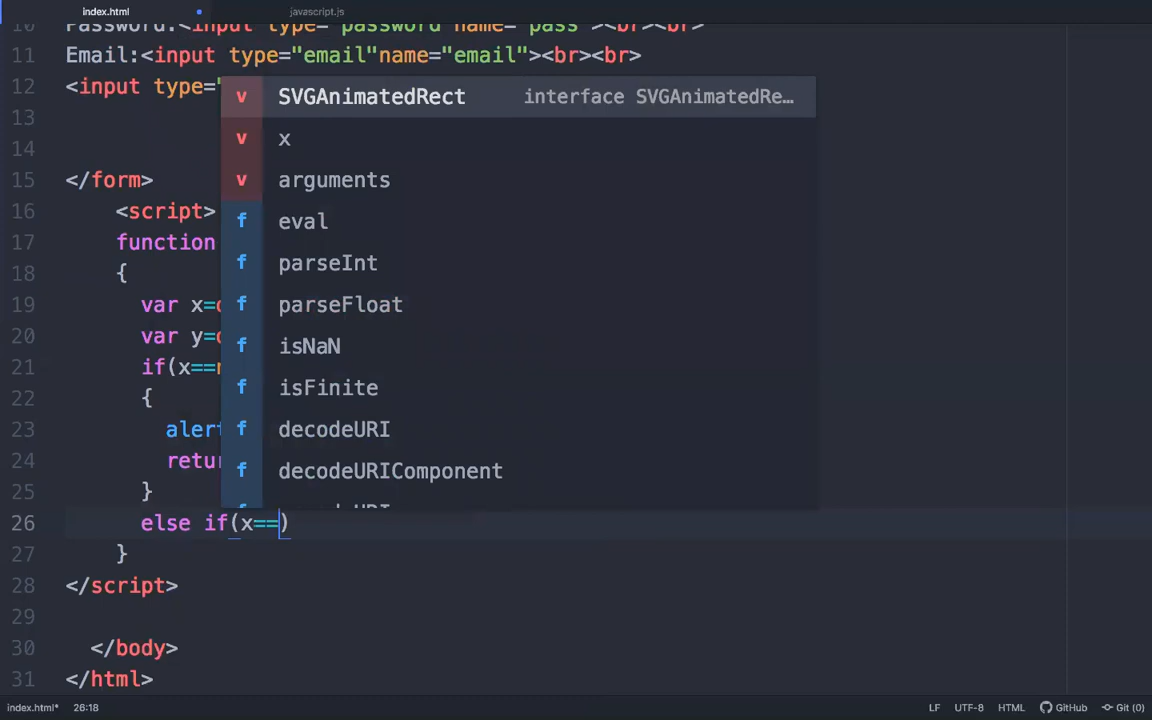 index.html
javascript.js
10 Password:<input type="password" name="pass"><br><br>
11 Email:<input type="email"name="email"><br><br>
12 <input type="
SVGAnimatedRect interface SVGAnimatedRe...
13
v x
14
15 </form>
v arguments
16 <script>
f eval
17 function
f parseInt
18 {
19 var x=d
f parseFloat
20 var y=d
f isNaN
21 if(x==n
f isFinite
22 {
23 alert
f decodeURI
24 retur
f decodeURIComponent
25 }
26 else if(x==)
27 }
28 </script>
29
30 </body>
31 </html>
index.html* 26:18 LF UTF-8 HTML GitHub Git (0)